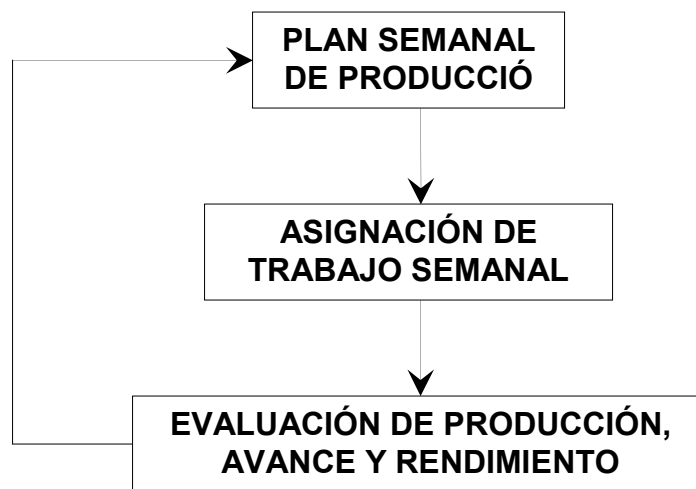 PLAN SEMANAL
DE PRODUCCIÓ
ASIGNACIÓN DE
TRABAJO SEMANAL
EVALUACIÓN DE PRODUCCIÓN,
AVANCE Y RENDIMIENTO